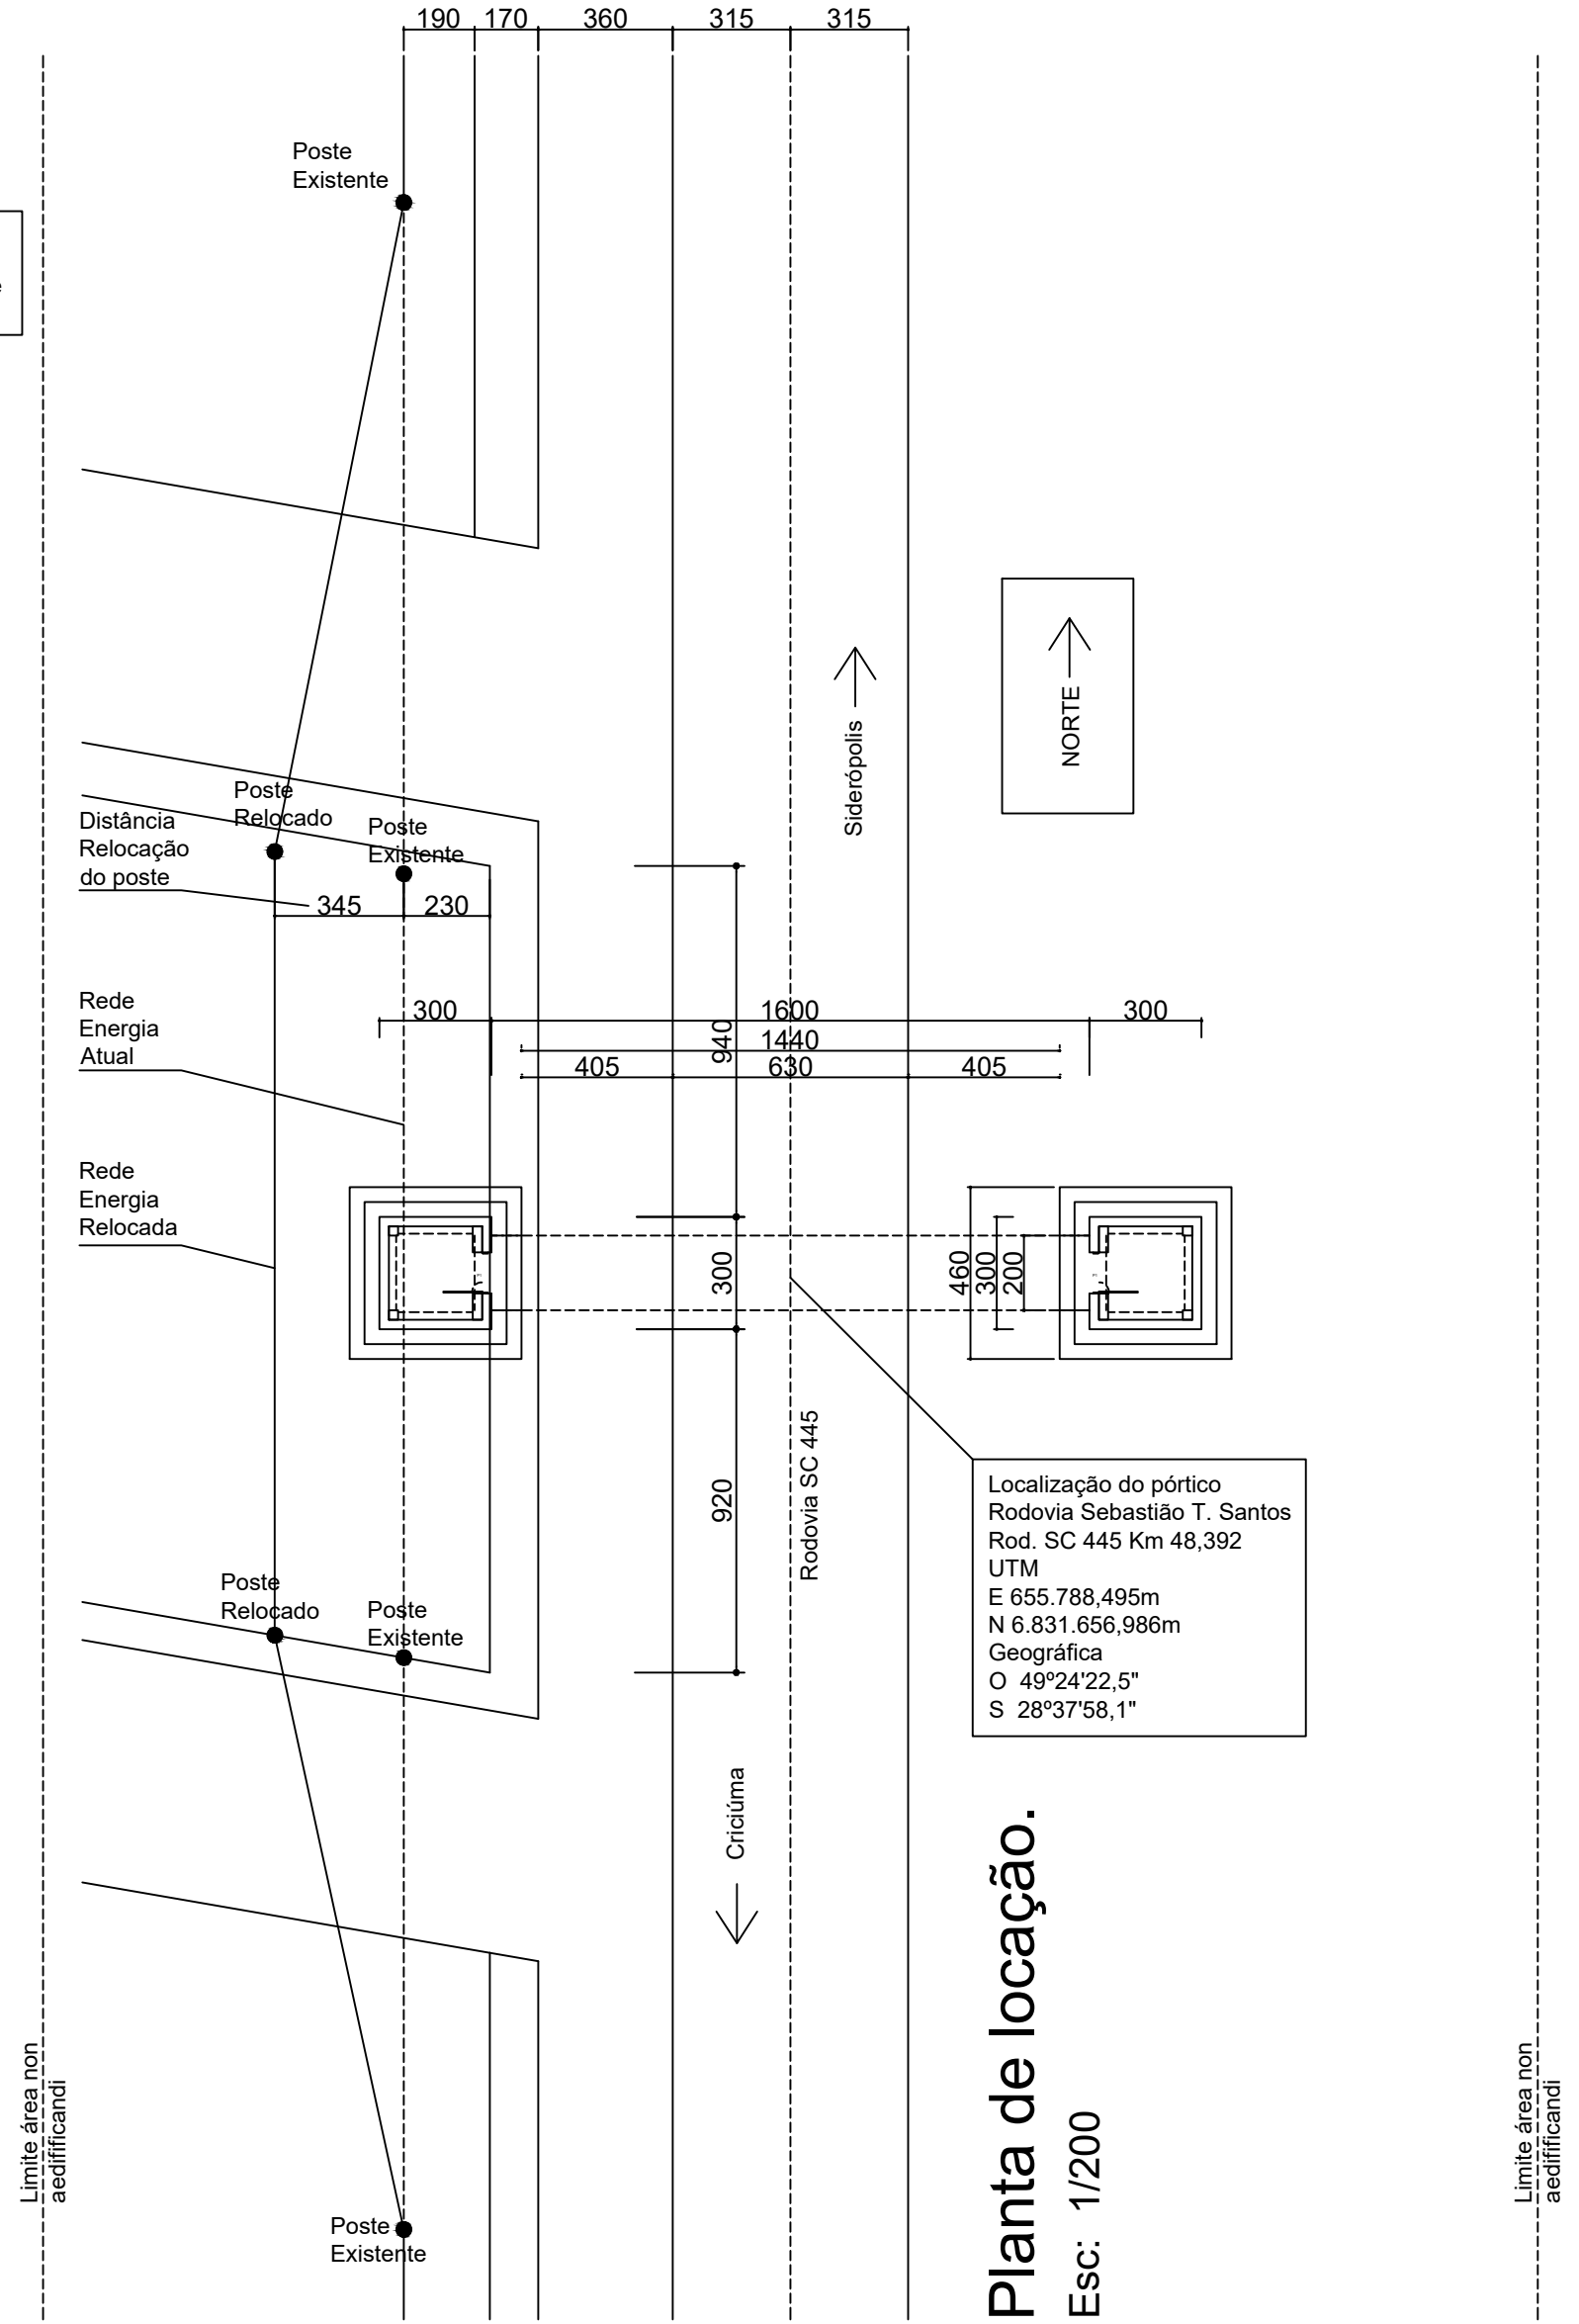 190 170 360 315 315
Poste
Existente
Siderópolis
NORTE
Poste
Relocado
Distância
Relocação
do poste
Poste
Existente
345 230
Rede
Energia
Atual
300 1600 300
940
1440
405 630 405
Rede
Energia
Relocada
300
460
300
200
920
Rodovia SC 445
Localização do pórtico
Rodovia Sebastião T. Santos
Rod. SC 445 Km 48,392
UTM
E 655.788,495m
N 6.831.656,986m
Geográfica
O 49º24'22,5"
S 28º37'58,1"
Poste
Relocado
Poste
Existente
Criciúma
Planta de locação.
Esc: 1/200
Limite área non
aedifificandi
Poste
Existente
Limite área non
aedifificandi